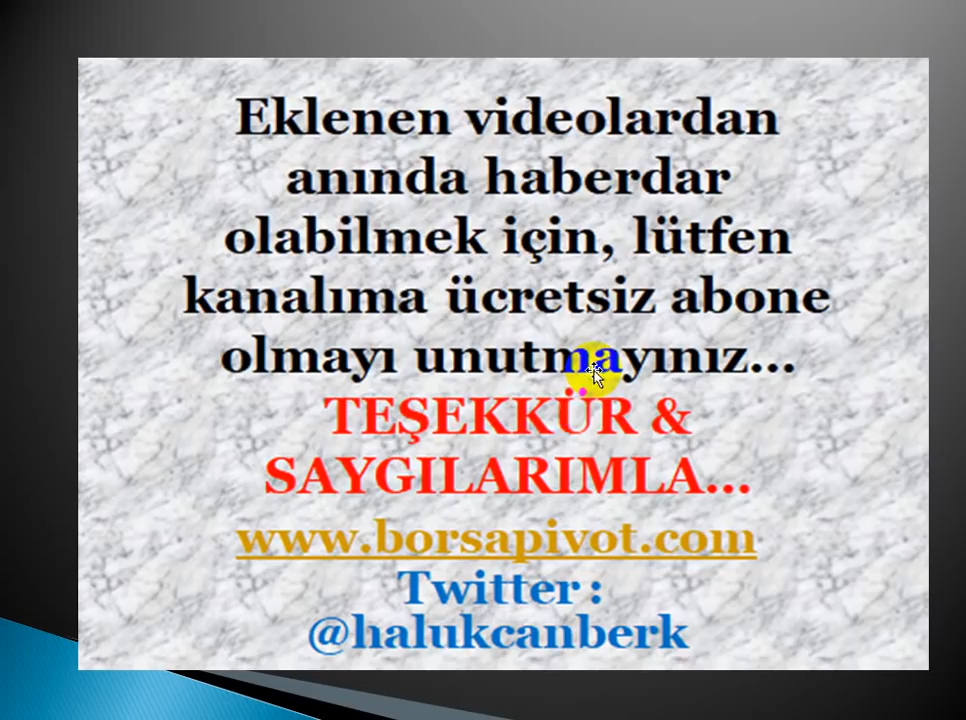 Eklenen videolardan
anında haberdar
olabilmek için, lütfen
kanalıma ücretsiz abone
olmayı unutmayınız...
TEŞEKKÜR &
SAYGILARIMLA...
www.borsapivot.com
Twitter :
@halukcanberk